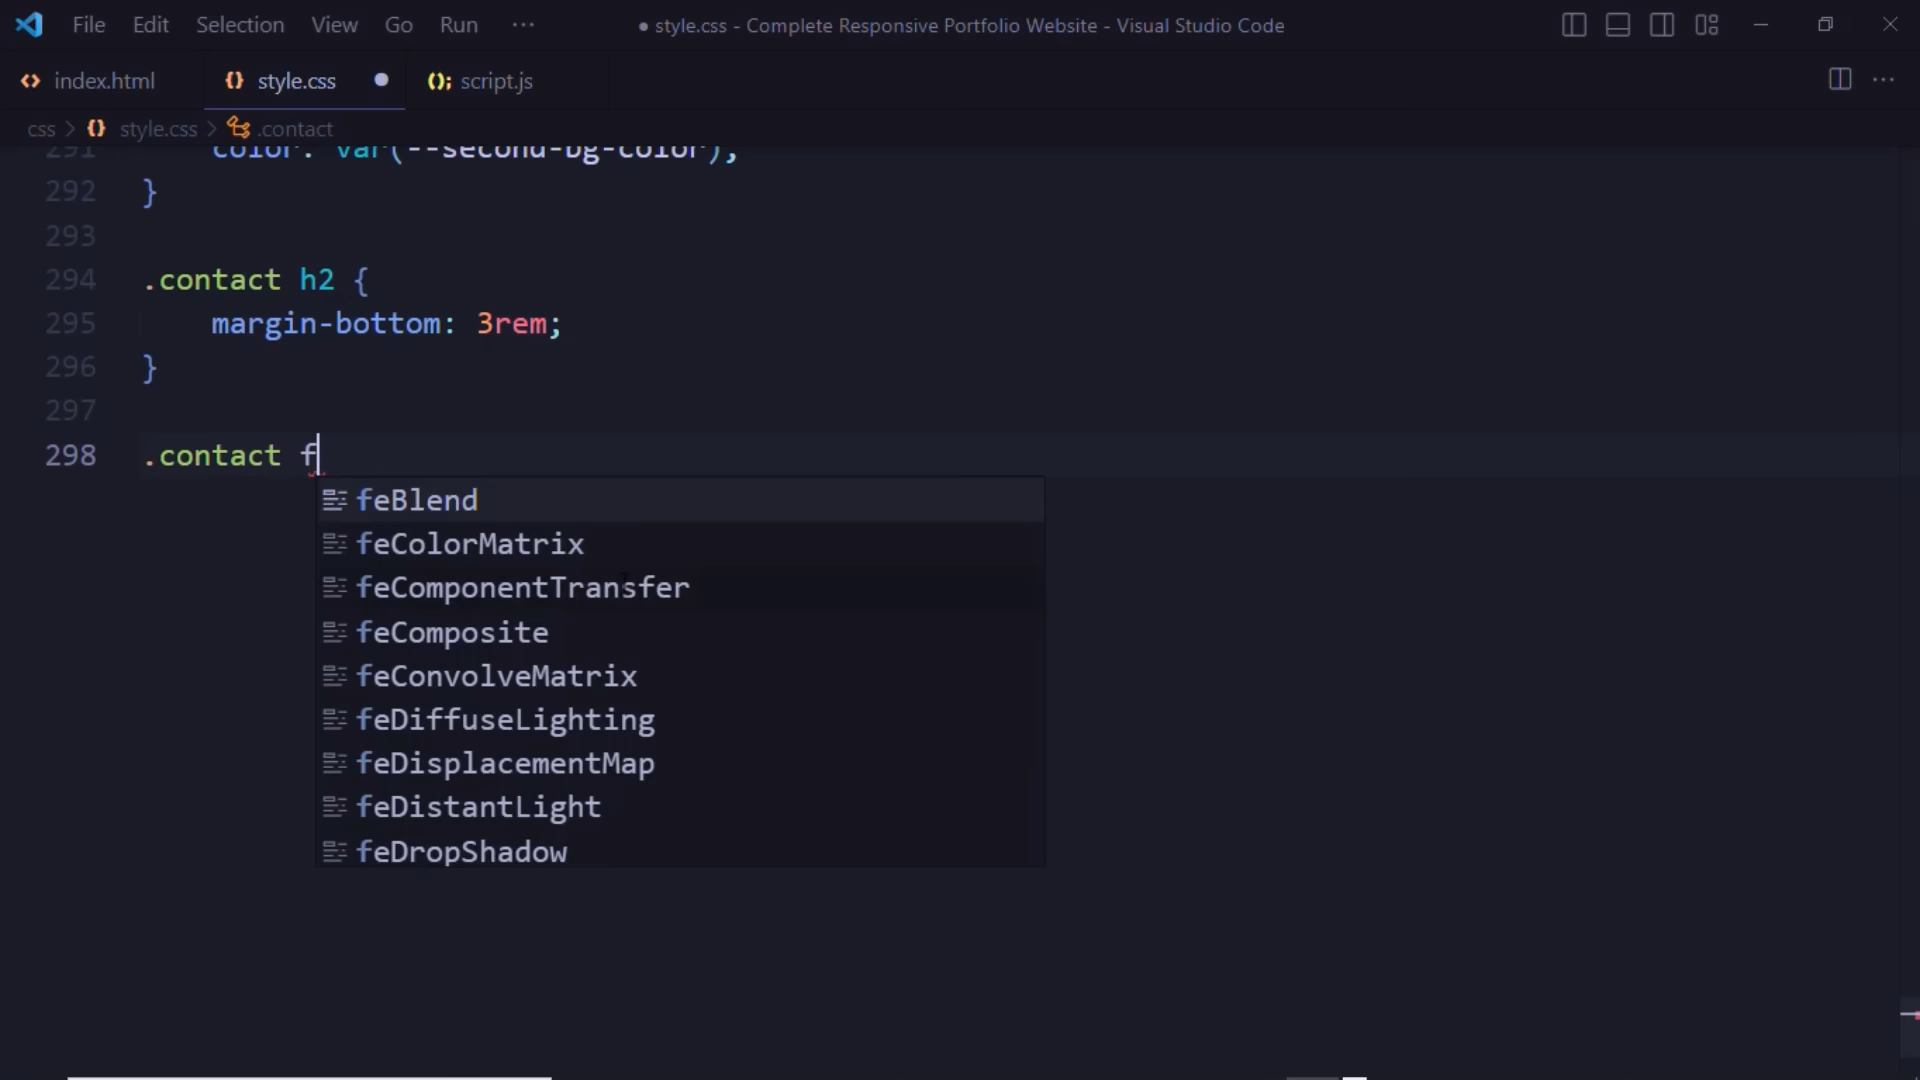 File Edit Selection View Go Run ··· ● style.css - Complete Responsive Portfolio Website - Visual Studio Code
index.html {} style.css ● (); script.js ···
css > {} style.css > .contact
291 color: var(--second-bg-color);
292 }
293
294 .contact h2 {
295 margin-bottom: 3rem;
296 }
297
298 .contact f
feBlend
feColorMatrix
feComponentTransfer
feComposite
feConvolveMatrix
feDiffuseLighting
feDisplacementMap
feDistantLight
feDropShadow